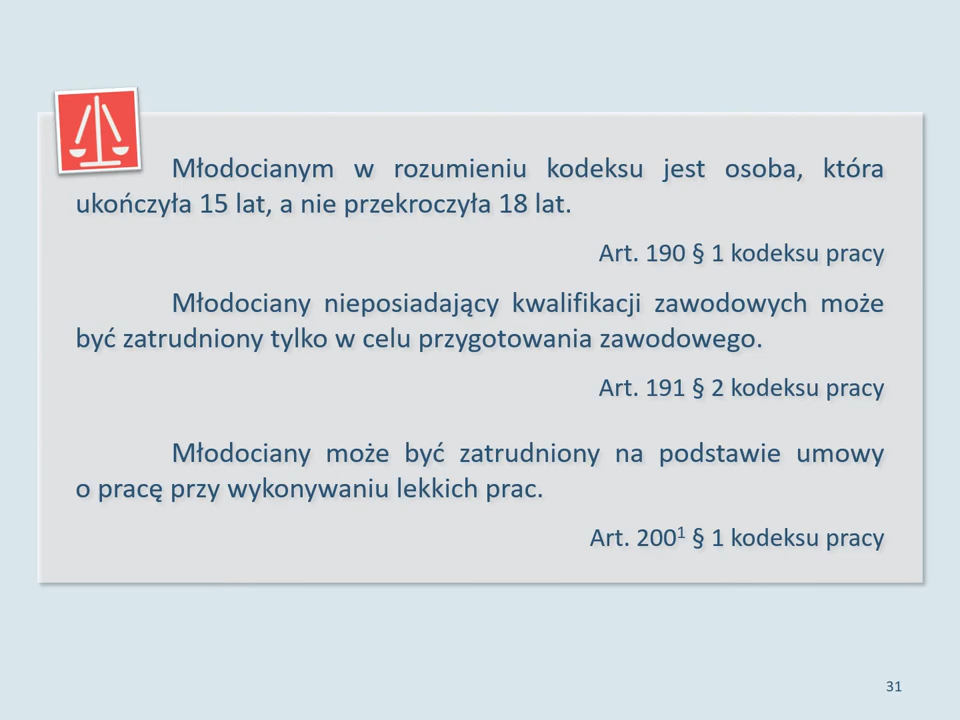 Młodocianym w rozumieniu kodeksu jest osoba, która
ukończyła 15 lat, a nie przekroczyła 18 lat.
Art. 190 § 1 kodeksu pracy
Młodociany nieposiadający kwalifikacji zawodowych może
być zatrudniony tylko w celu przygotowania zawodowego.
Art. 191 § 2 kodeksu pracy
Młodociany może być zatrudniony na podstawie umowy
o pracę przy wykonywaniu lekkich prac.
Art. 200¹ § 1 kodeksu pracy
31